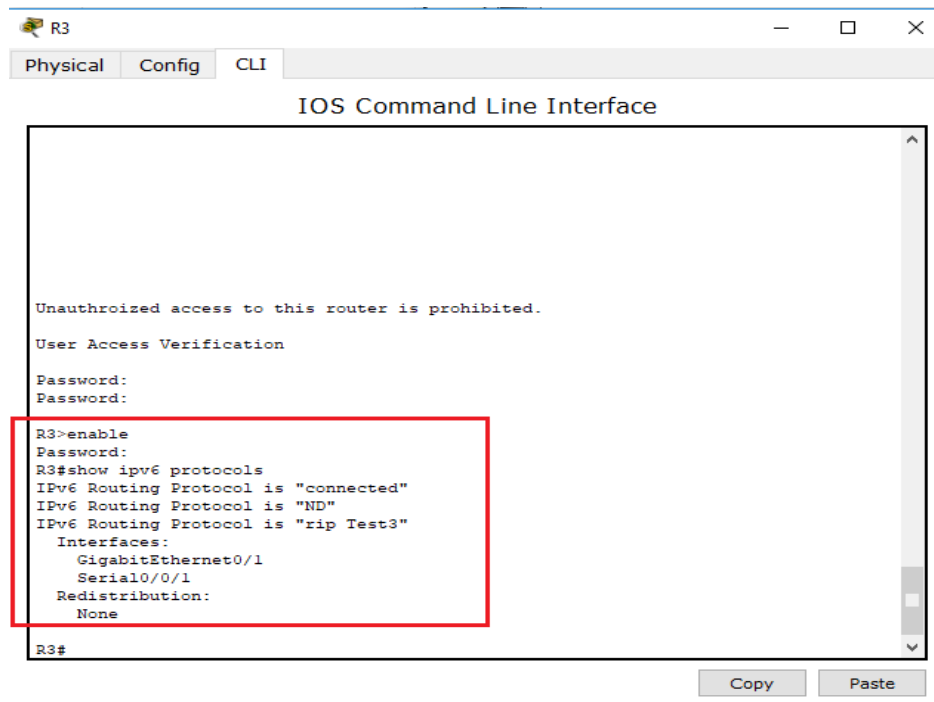 R3
Physical Config CLI
IOS Command Line Interface
Unauthroized access to this router is prohibited.
User Access Verification
Password:
Password:
R3>enable
Password:
R3#show ipv6 protocols
IPv6 Routing Protocol is "connected"
IPv6 Routing Protocol is "ND"
IPv6 Routing Protocol is "rip Test3"
Interfaces:
GigabitEthernet0/1
Serial0/0/1
Redistribution:
None
R3#
Copy Paste